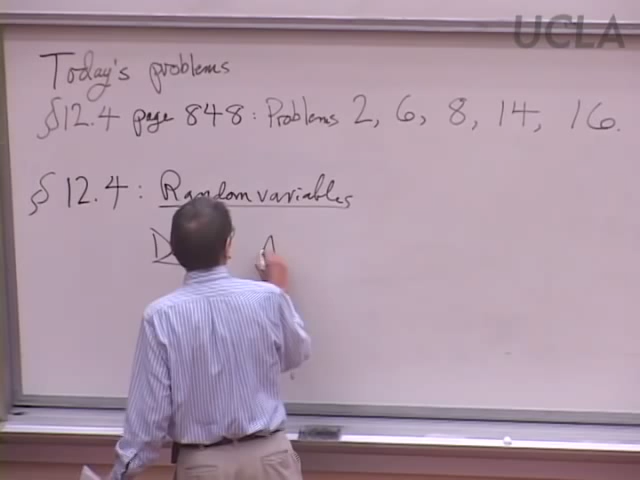 UCLA
Today's problems
§12.4 page 848: Problems 2, 6, 8, 14, 16.
§12.4: Random variables
D